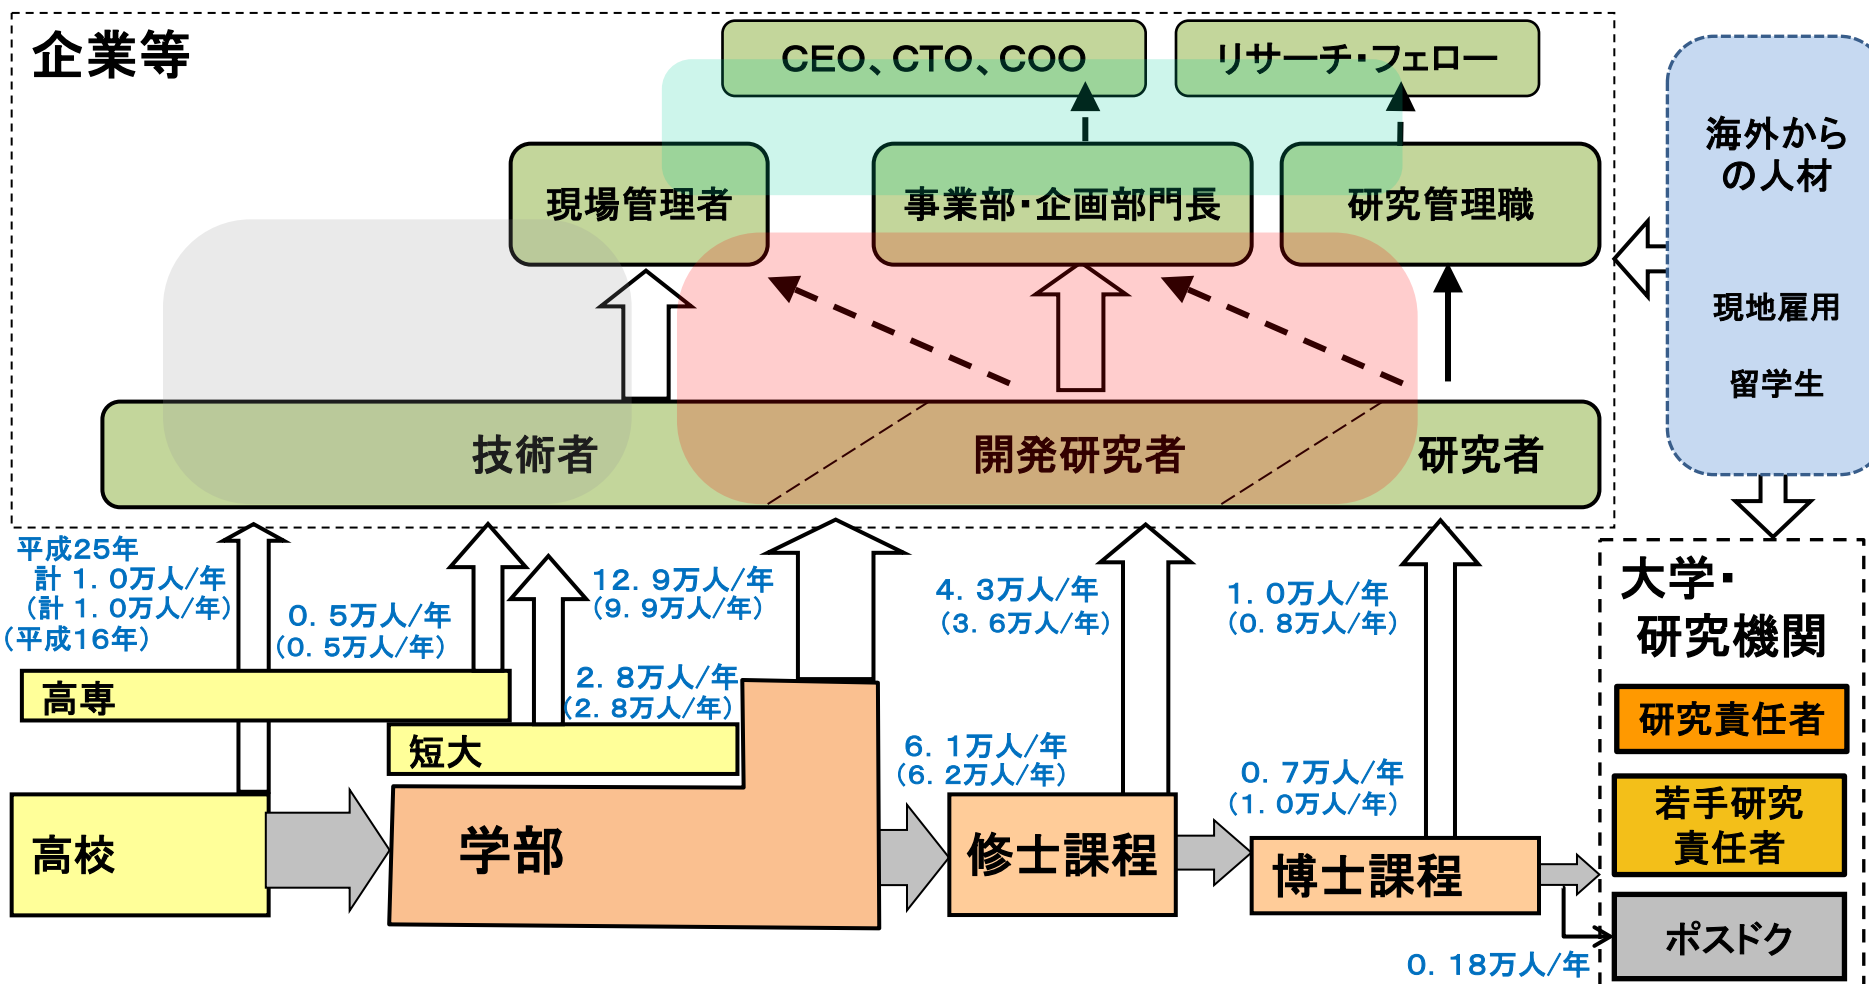 企業等
CEO、CTO、COO
リサーチ・フェロー
現場管理者
事業部・企画部門長
研究管理職
海外から
の人材
現地雇用
留学生
技術者
開発研究者
研究者
平成25年
計 1. 0万人/年
(計 1. 0万人/年)
(平成16年)
0. 5万人/年
(0. 5万人/年)
12. 9万人/年
(9. 9万人/年)
2. 8万人/年
(2. 8万人/年)
4. 3万人/年
(3. 6万人/年)
1. 0万人/年
(0. 8万人/年)
6. 1万人/年
(6. 2万人/年)
0. 7万人/年
(1. 0万人/年)
高専
短大
高校
学部
修士課程
博士課程
0. 18万人/年
大学・
研究機関
研究責任者
若手研究
責任者
ポスドク